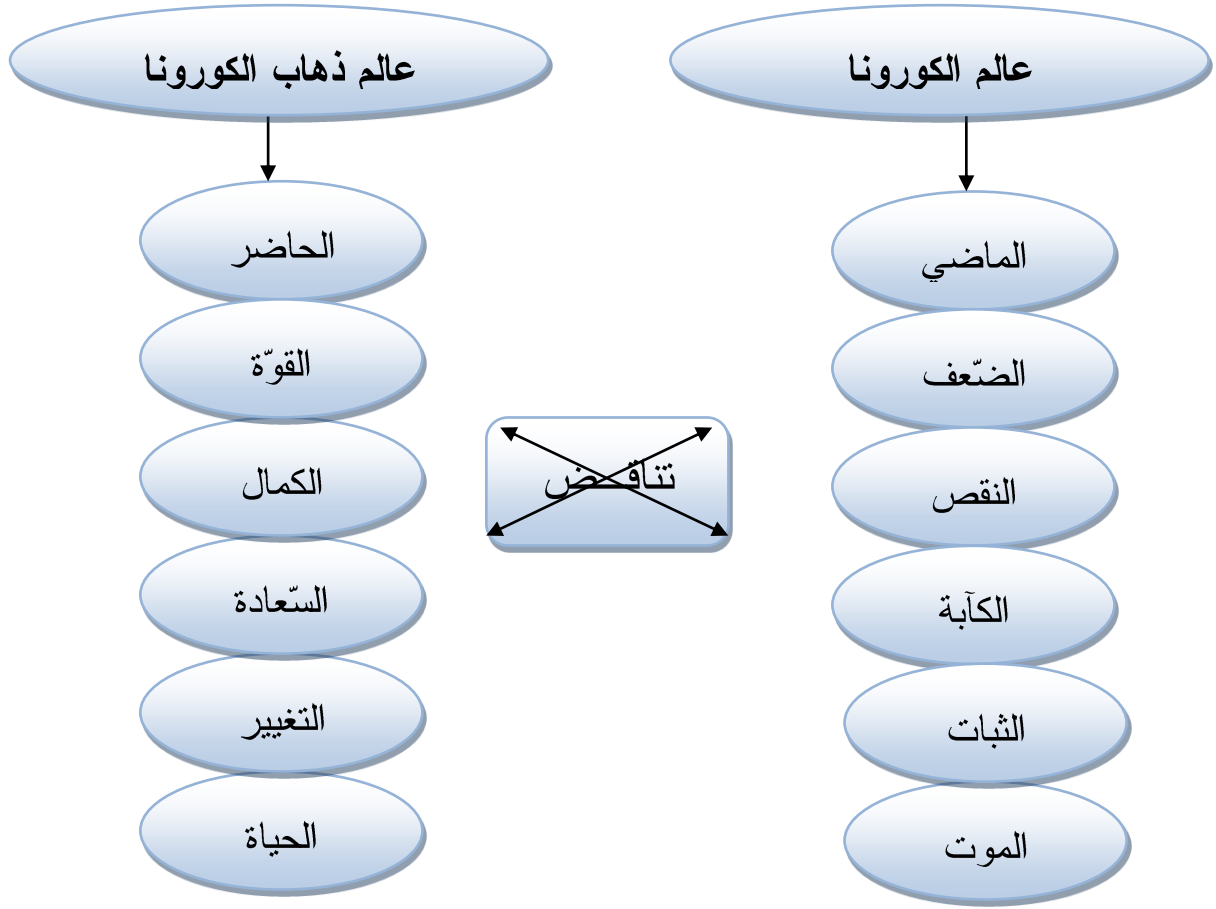 عالم الكورونا
الماضي
الضّعف
النقص
الكآبة
الثبات
الموت
تناقـــض
عالم ذهاب الكورونا
الحاضر
القوّة
الكمال
السّعادة
التغيير
الحياة